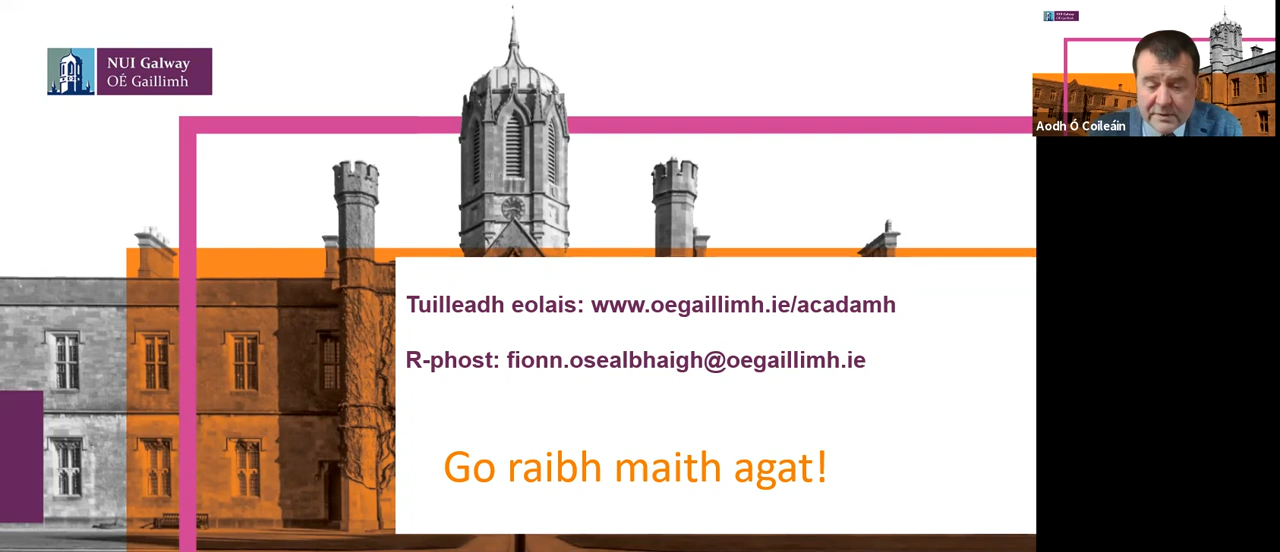 NUI Galway
OÉ Gaillimh
Aodh Ó Coileáin
Tuilleadh eolais: www.oegaillimh.ie/acadamh
R-phost: fionn.osealbhaigh@oegaillimh.ie
Go raibh maith agat!